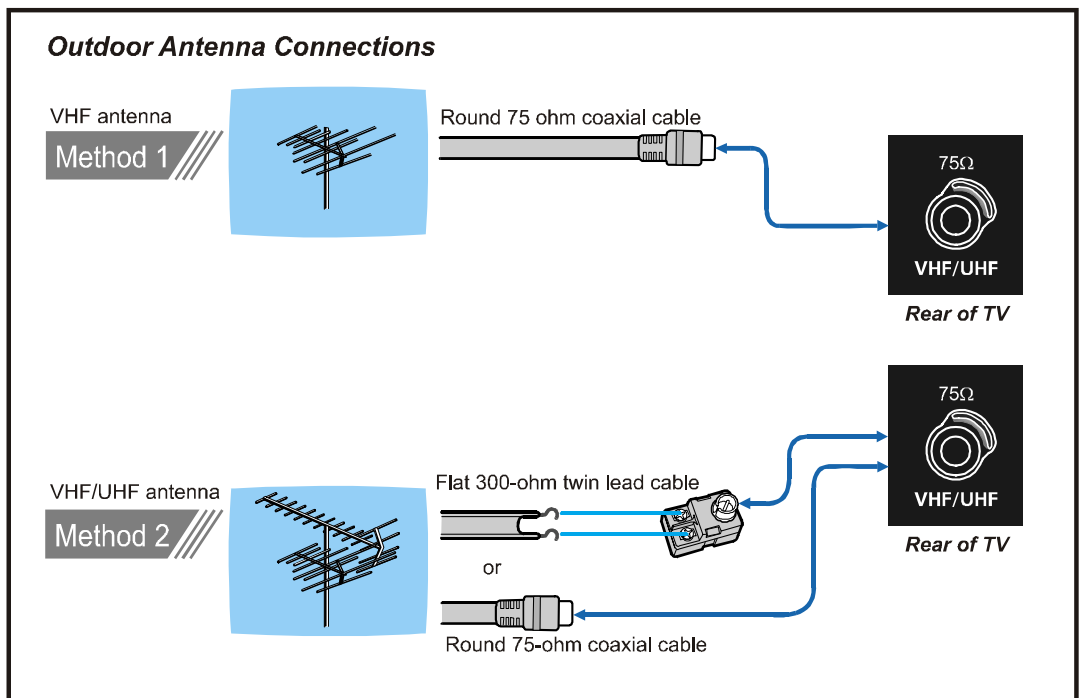 Outdoor Antenna Connections
VHF antenna
Method 1
Round 75 ohm coaxial cable
75Ω
VHF/UHF
Rear of TV
VHF/UHF antenna
Method 2
Flat 300-ohm twin lead cable
or
Round 75-ohm coaxial cable
75Ω
VHF/UHF
Rear of TV